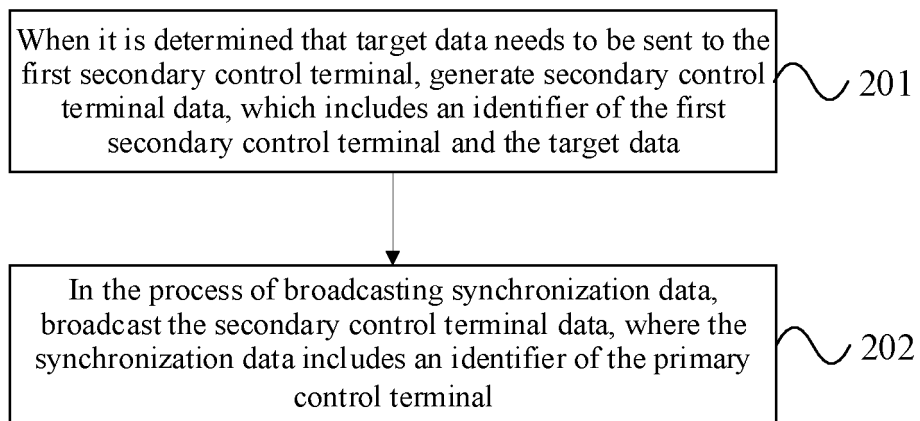 When it is determined that target data needs to be sent to the
first secondary control terminal, generate secondary control
terminal data, which includes an identifier of the first
secondary control terminal and the target data
201
In the process of broadcasting synchronization data,
broadcast the secondary control terminal data, where the
synchronization data includes an identifier of the primary
control terminal
202